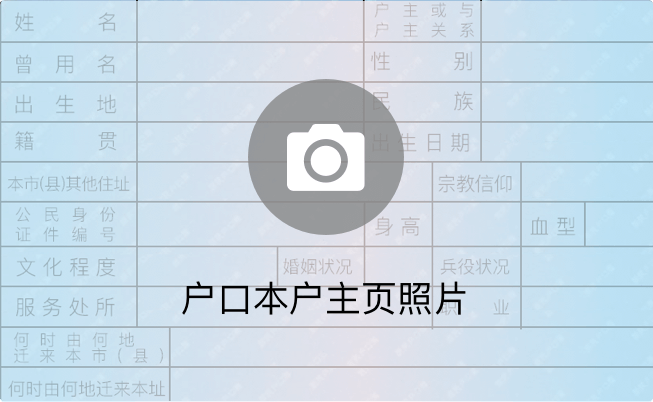 姓 名
户 主 或 与
户 主 关 系
曾 用 名
性 别
出 生 地
民 族
籍 贯
出 生 日 期
本市(县)其他住址
宗教信仰
公 民 身 份
证 件 编 号
身 高
血 型
文 化 程 度
婚姻状况
兵役状况
服 务 处 所
职 业
户口本户主页照片
何 时 由 何 地
迁 来 本 市 ( 县 )
何时由何地迁来本址